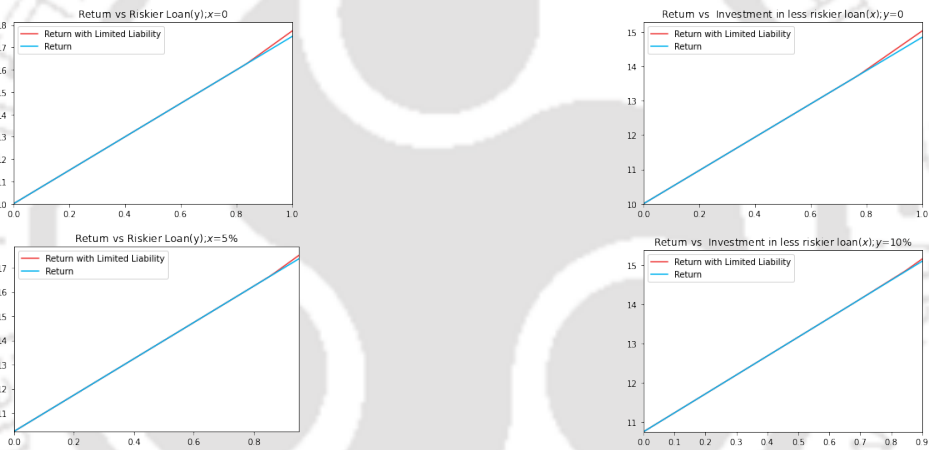 Return vs Riskier Loan(y);x=0
Return with Limited Liability
Return
0.0 0.2 0.4 0.6 0.8 1.0
Return vs Investment in less riskier loan(x);y=0
15
14
13
12
11
10
Return with Limited Liability
Return
0.0 0.2 0.4 0.6 0.8 1.0
Return vs Riskier Loan(y);x=5%
Return with Limited Liability
Return
0.0 0.2 0.4 0.6 0.8
Return vs Investment in less riskier loan(x);y=10%
15
14
13
12
11
Return with Limited Liability
Return
0.0 0.1 0.2 0.3 0.4 0.5 0.6 0.7 0.8 0.9